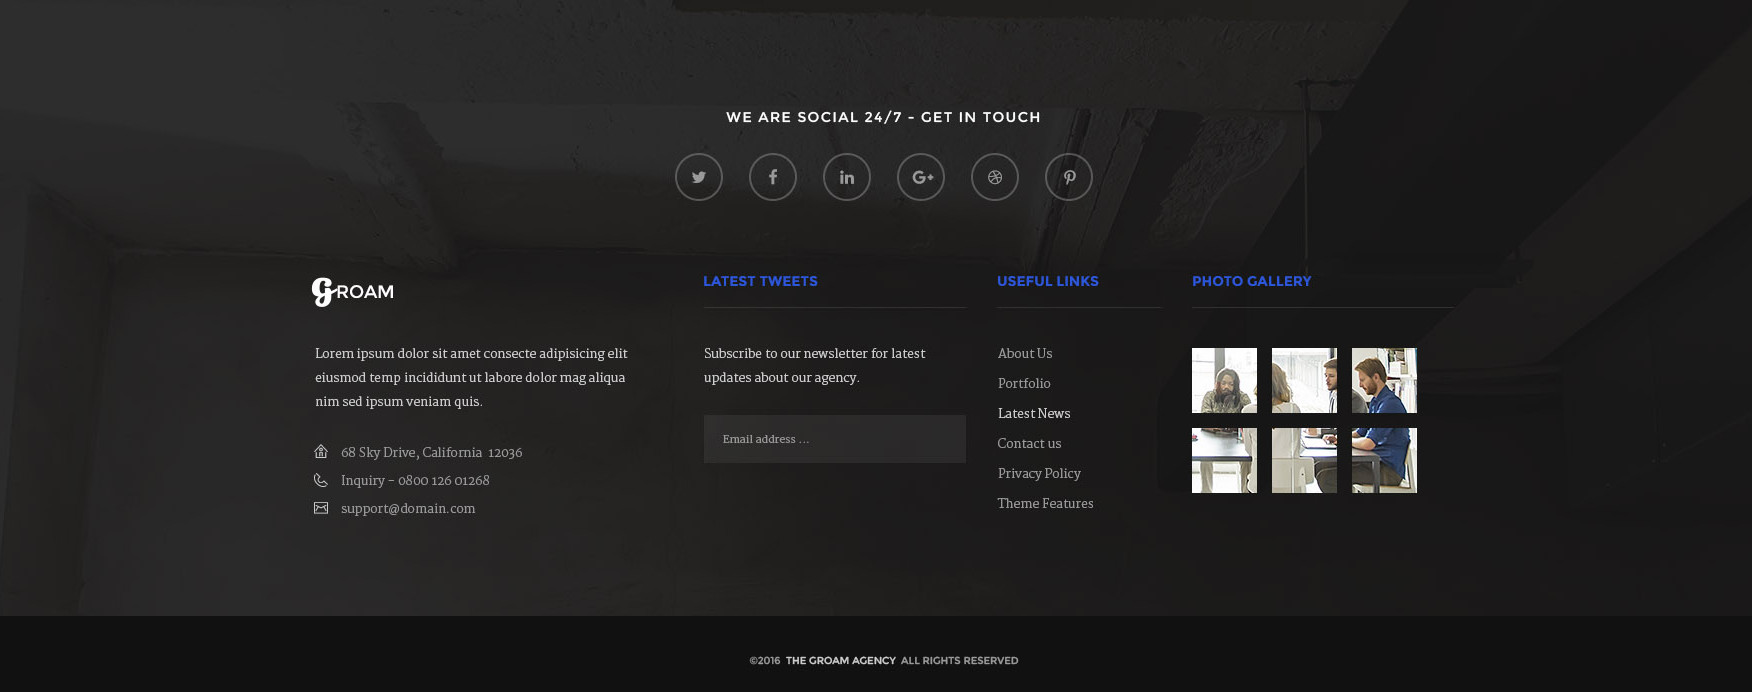 WE ARE SOCIAL 24/7 - GET IN TOUCH
gROAM
Lorem ipsum dolor sit amet consecte adipisicing elit
eiusmod temp incididunt ut labore dolor mag aliqua
nim sed ipsum veniam quis.
68 Sky Drive, California 12036
Inquiry – 0800 126 01268
support@domain.com
LATEST TWEETS
Subscribe to our newsletter for latest
updates about our agency.
Email address ...
USEFUL LINKS
About Us
Portfolio
Latest News
Contact us
Privacy Policy
Theme Features
PHOTO GALLERY
©2016 THE GROAM AGENCY ALL RIGHTS RESERVED